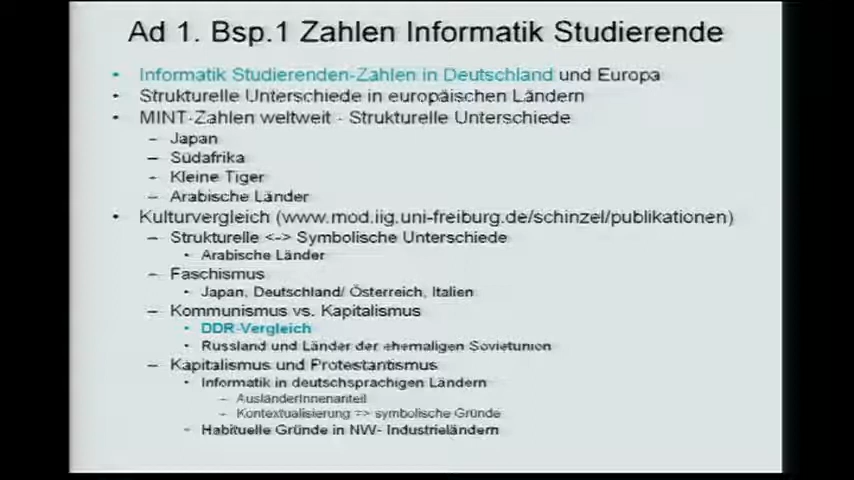 Ad 1. Bsp.1 Zahlen Informatik Studierende
• Informatik Studierenden-Zahlen in Deutschland und Europa
• Strukturelle Unterschiede in europäischen Ländern
• MINT-Zahlen weltweit - Strukturelle Unterschiede
– Japan
– Südafrika
– Kleine Tiger
– Arabische Länder
• Kulturvergleich (www.mod.iig.uni-freiburg.de/schinzel/publikationen)
– Strukturelle <-> Symbolische Unterschiede
• Arabische Länder
– Faschismus
• Japan, Deutschland/ Österreich, Italien
– Kommunismus vs. Kapitalismus
• DDR-Vergleich
• Russland und Länder der ehemaligen Sovietunion
– Kapitalismus und Protestantismus
• Informatik in deutschsprachigen Ländern
– AusländerInnenanteil
– Kontextualisierung => symbolische Gründe
• Habituelle Gründe in NW- Industrieländern